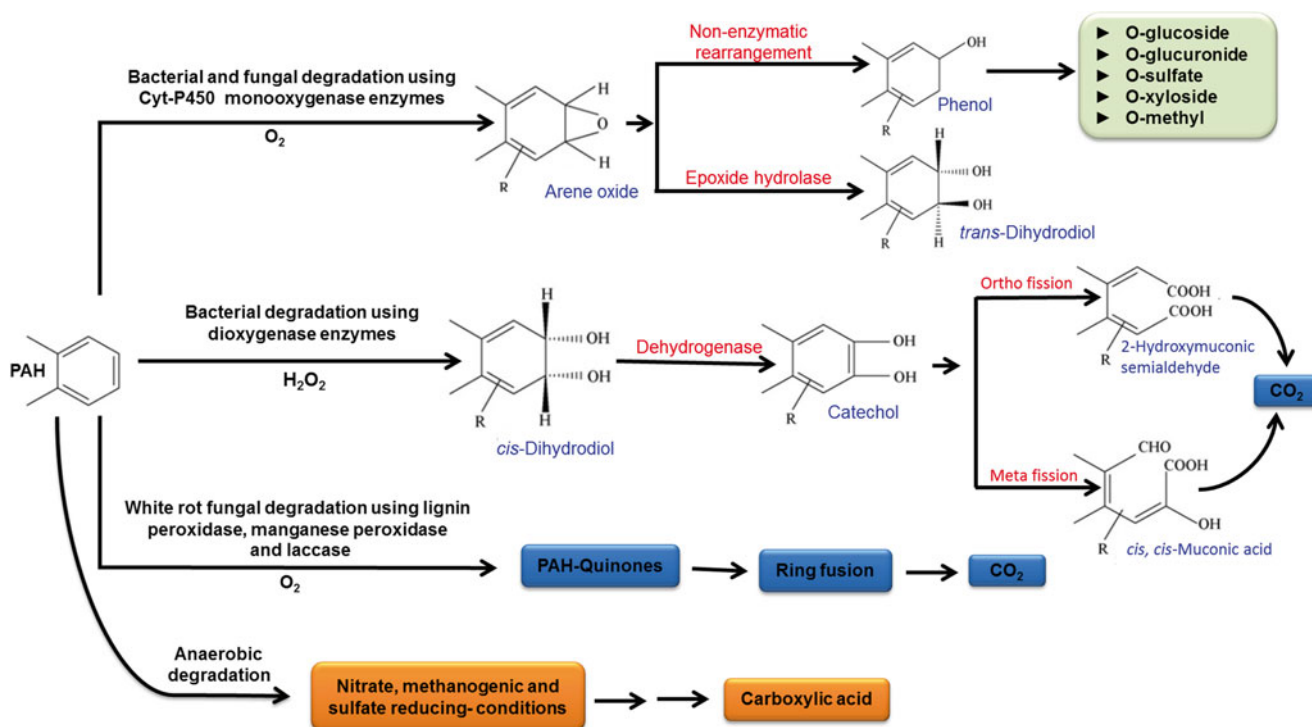 Bacterial and fungal degradation using
Cyt-P450 monooxygenase enzymes
O2
H
O
H
R
Arene oxide
Non-enzymatic
rearrangement
OH
R
Phenol
► O-glucoside
► O-glucuronide
► O-sulfate
► O-xyloside
► O-methyl
Epoxide hydrolase
H
OH
OH
R
H
trans-Dihydrodiol
PAH
Bacterial degradation using
dioxygenase enzymes
H2O2
H
OH
OH
R
H
cis-Dihydrodiol
Dehydrogenase
OH
OH
R
Catechol
Ortho fission
COOH
COOH
R
2-Hydroxymuconic
semialdehyde
Meta fission
CHO
COOH
OH
R
cis, cis-Muconic acid
CO2
White rot fungal degradation using lignin
peroxidase, manganese peroxidase
and laccase
O2
PAH-Quinones
Ring fusion
CO2
Anaerobic
degradation
Nitrate, methanogenic and
sulfate reducing- conditions
Carboxylic acid